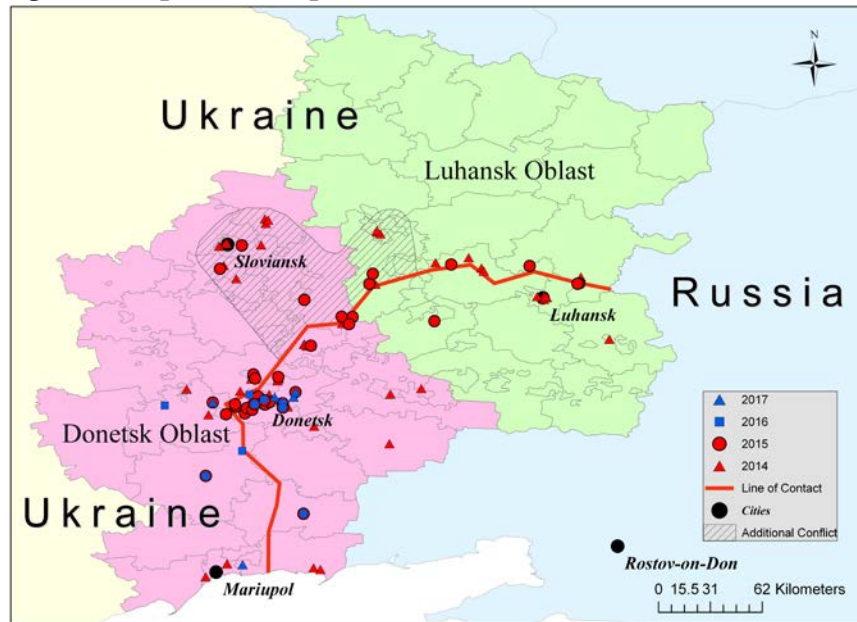 N
Ukraine
Luhansk Oblast
Sloviansk
Russia
Luhansk
Donetsk
Donetsk Oblast
Ukraine
Mariupol
Rostov-on-Don
2017
2016
2015
2014
Line of Contact
Cities
Additional Conflict
0 15.5 31 62 Kilometers